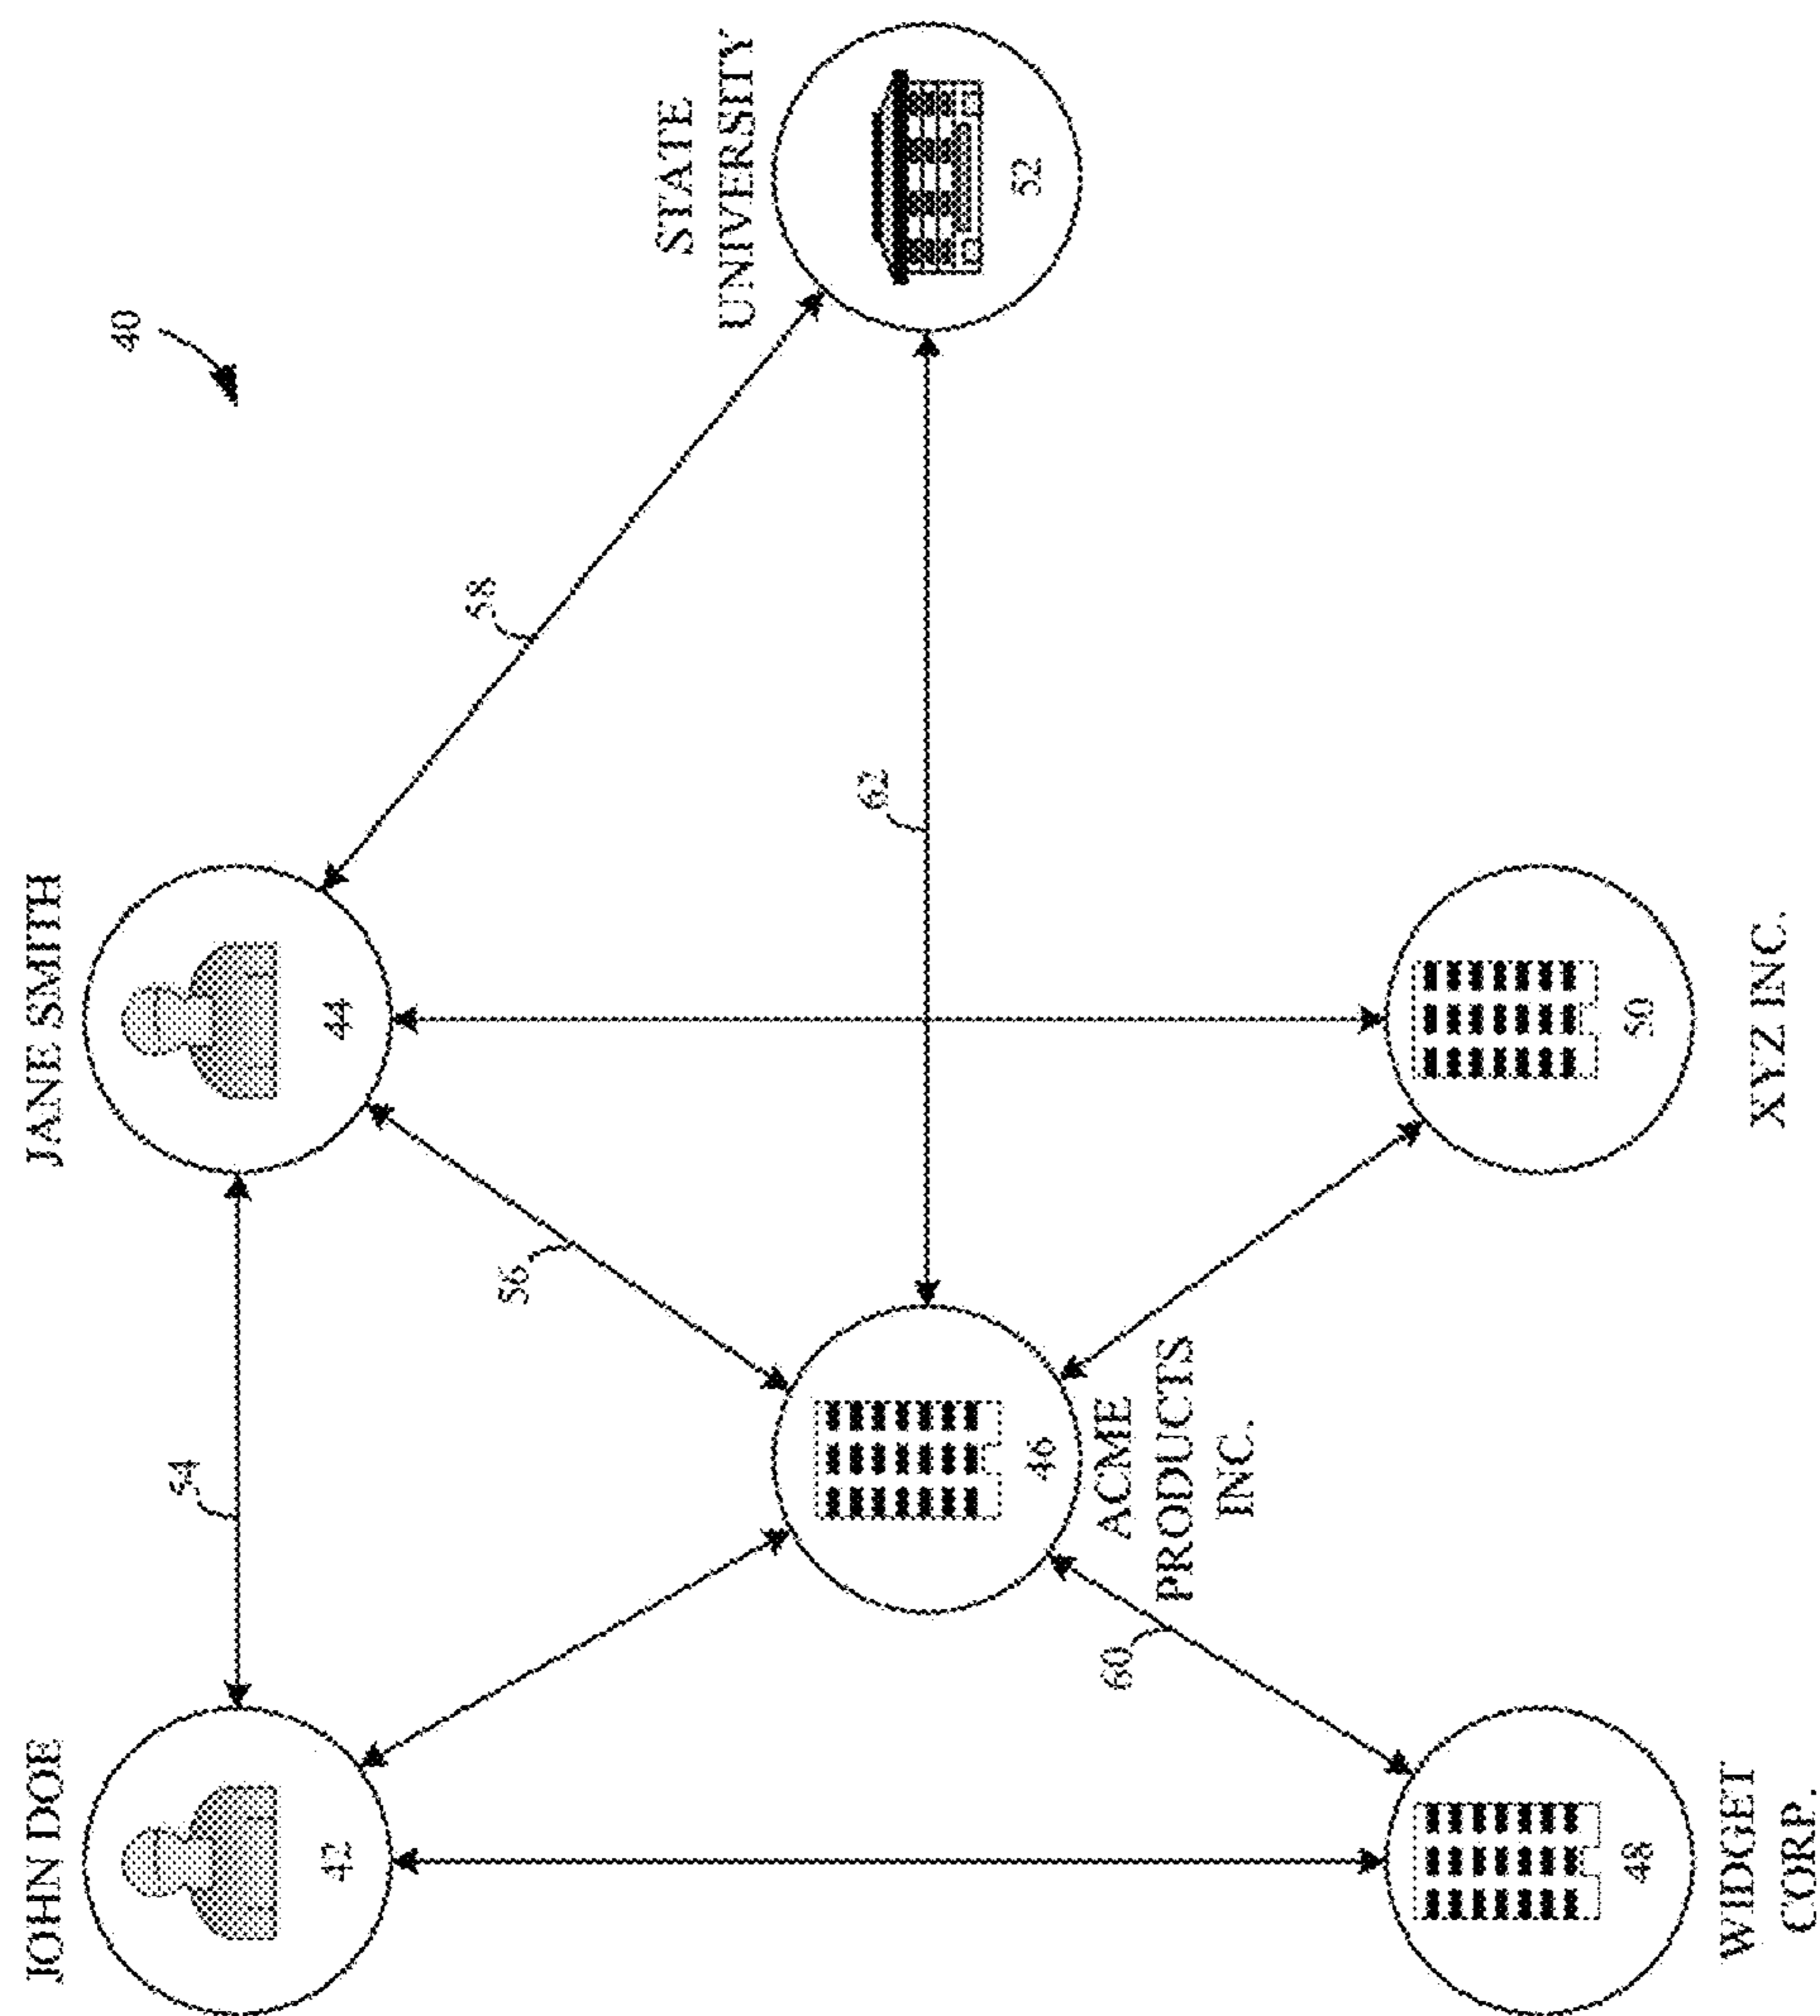 40
JOHN DOE
JANE SMITH
42
54
44
56
58
STATE
UNIVERSITY
52
62
46
ACME
PRODUCTS
INC.
60
48
50
WIDGET
CORP.
XYZ INC.